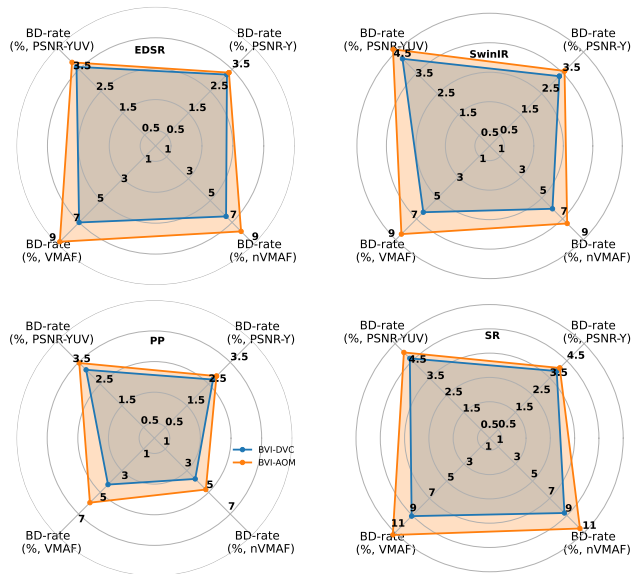 BD-rate
(%, PSNR-YUV)
EDSR
BD-rate
(%, PSNR-Y)
3.5
3.5
2.5
2.5
1.5
1.5
0.5
0.5
1
1
3
3
5
5
7
7
9
9
BD-rate
(%, VMAF)
BD-rate
(%, nVMAF)
BD-rate
(%, PSNR-YUV)
SwinIR
BD-rate
(%, PSNR-Y)
4.5
3.5
3.5
2.5
2.5
1.5
1.5
0.5
0.5
1
1
3
3
5
5
7
7
9
9
BD-rate
(%, VMAF)
BD-rate
(%, nVMAF)
BD-rate
(%, PSNR-YUV)
PP
BD-rate
(%, PSNR-Y)
3.5
3.5
2.5
2.5
1.5
1.5
0.5
0.5
1
1
3
3
5
5
7
7
BVI-DVC
BVI-AOM
BD-rate
(%, VMAF)
BD-rate
(%, nVMAF)
BD-rate
(%, PSNR-YUV)
SR
BD-rate
(%, PSNR-Y)
4.5
4.5
3.5
3.5
2.5
2.5
1.5
1.5
0.5
0.5
1
1
3
3
5
5
7
7
9
9
11
11
BD-rate
(%, VMAF)
BD-rate
(%, nVMAF)